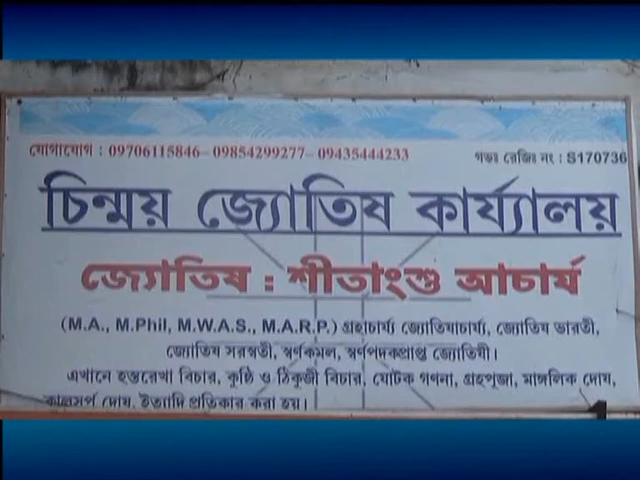 যোগাযোগ : 09706115846– 09854299277 – 09435444233
গভঃ রেজিঃ নং : S170736
চিন্ময় জ্যোতিষ কার্য্যালয়
জ্যোতিষ : শীতাংশু আচার্য
(M.A., M.Phil, M.W.A.S., M.A.R.P.) গ্রহাচার্য্য জ্যোতিষাচার্য্য, জ্যোতিষ ভারতী,
জ্যোতিষ সরস্বতী, স্বর্ণকমল, স্বর্ণপদকপ্রাপ্ত জ্যোতিষী।
এখানে হস্তরেখা বিচার, কুষ্ঠি ও ঠিকুজী বিচার, যোটক গণনা, গ্রহপূজা, মাঙ্গলিক দোষ,
কালসর্প দোষ, ইত্যাদি প্রতিকার করা হয়।